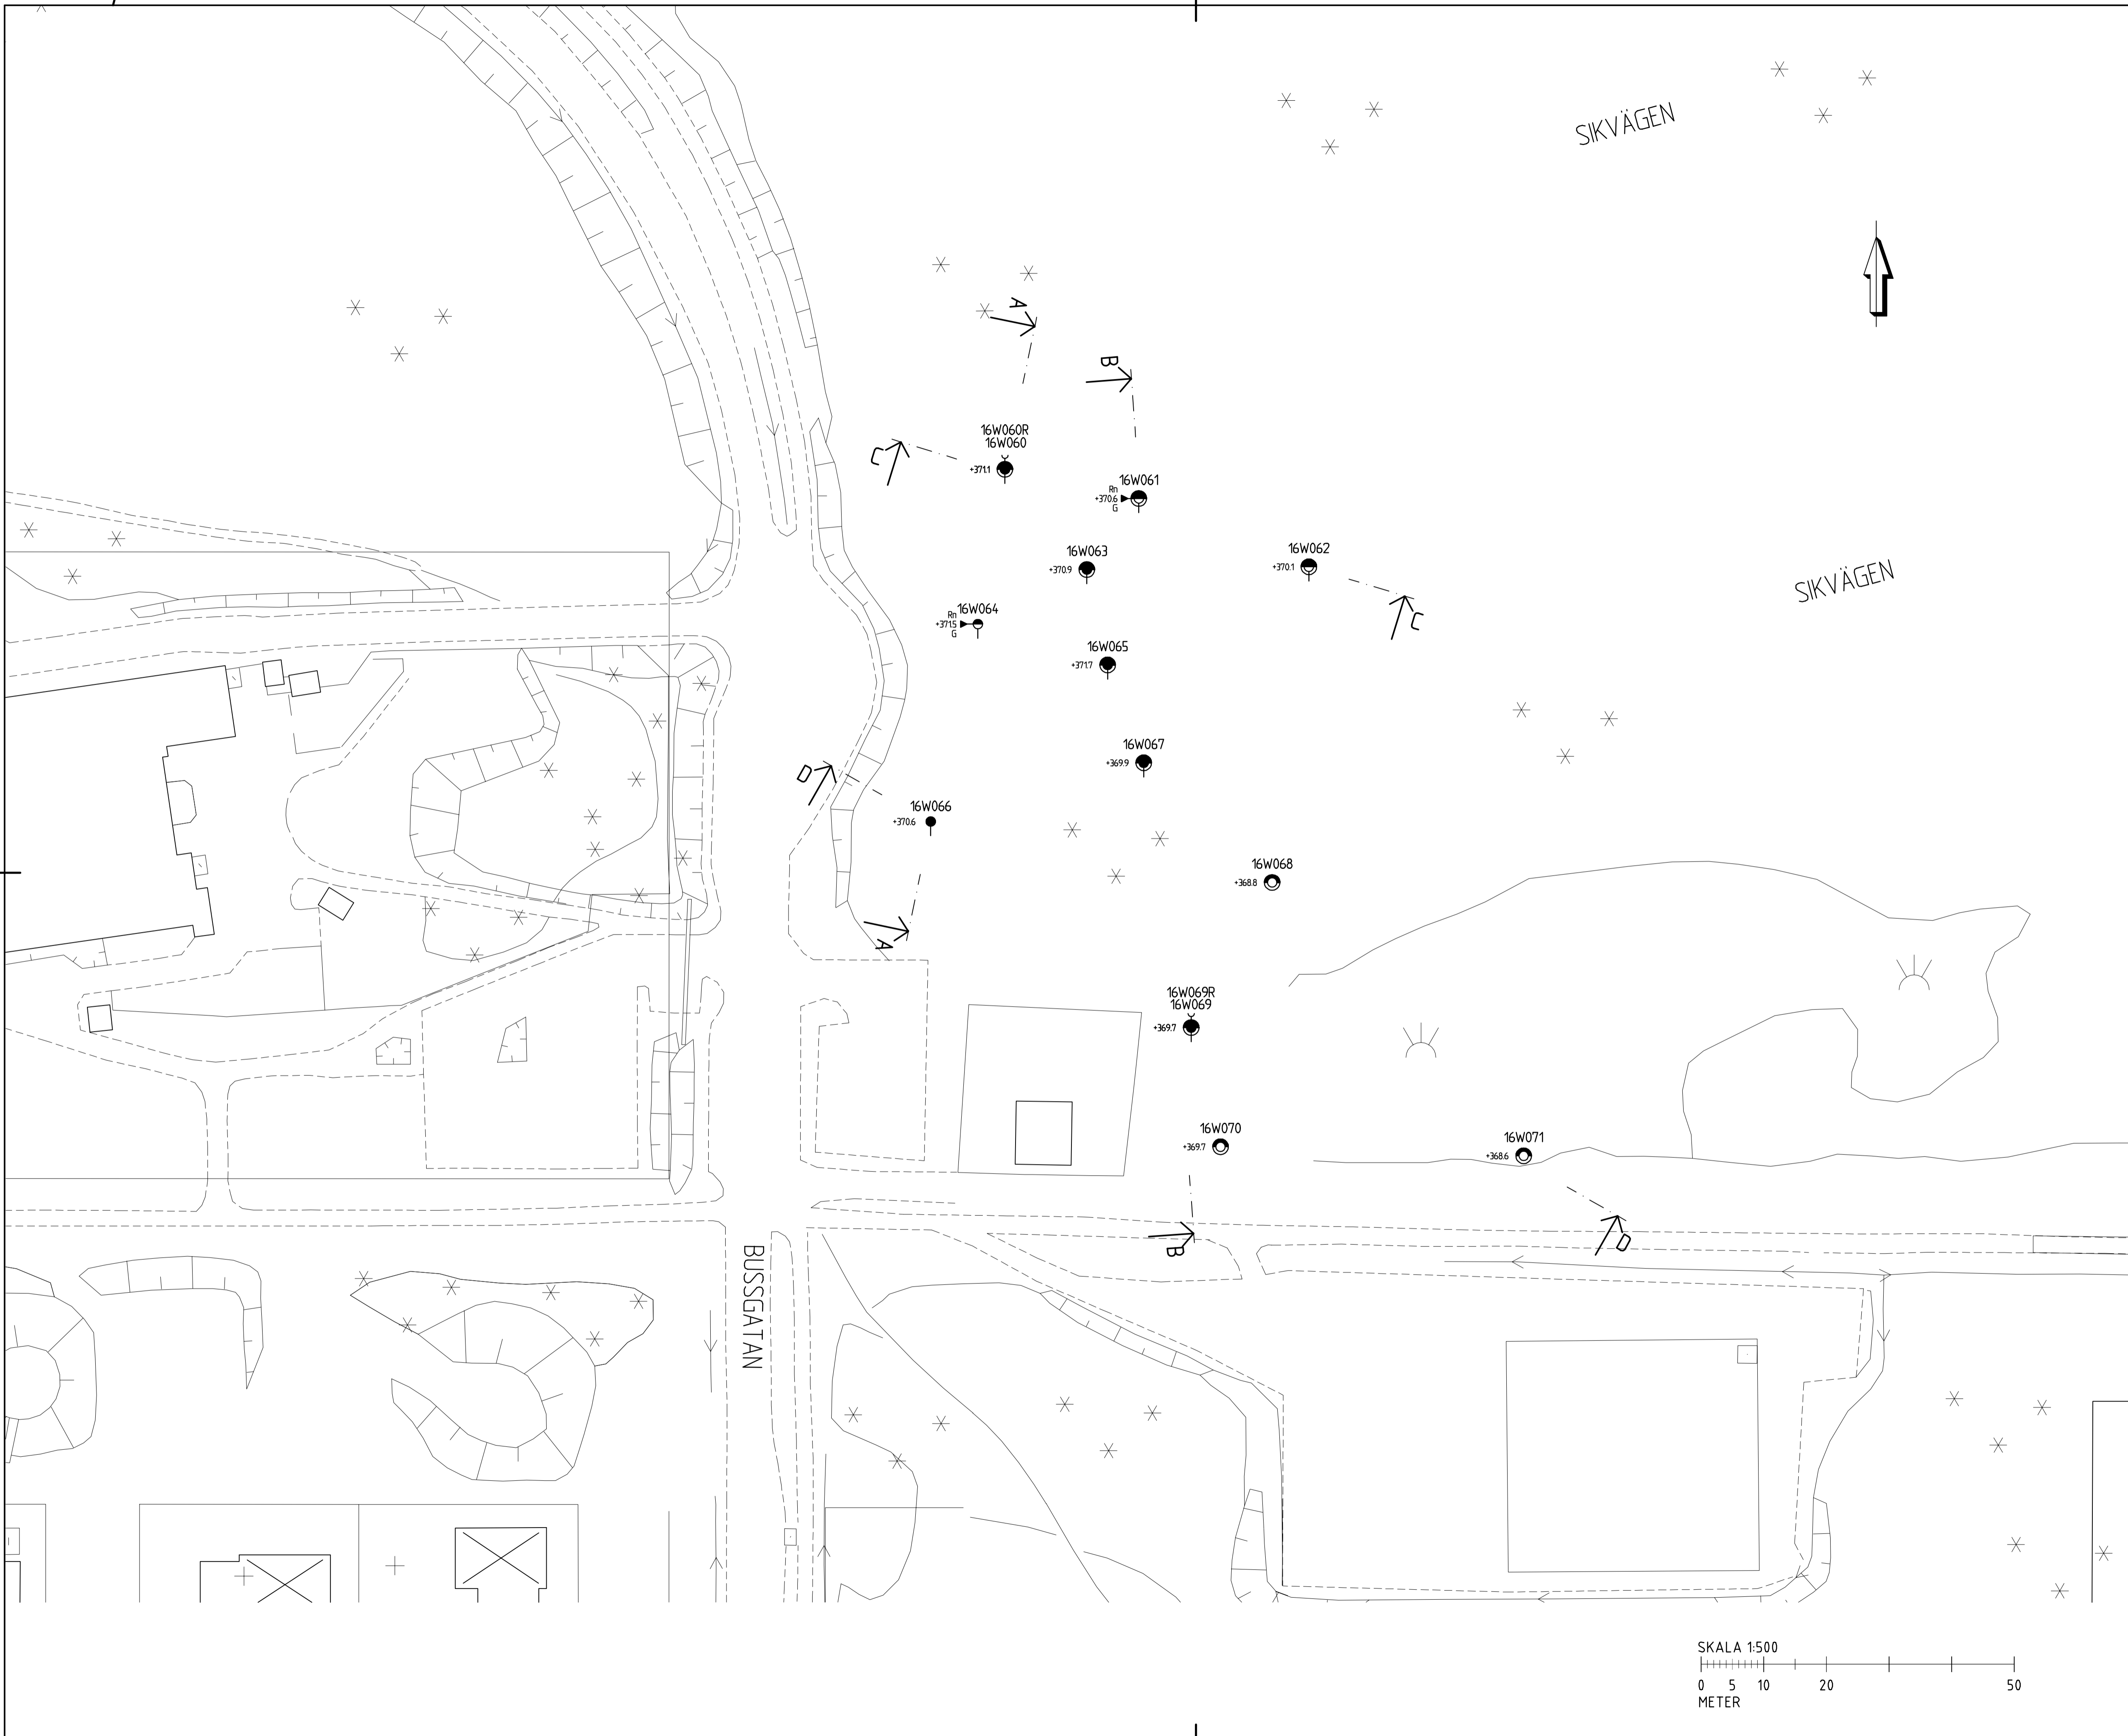 SIKVÄGEN
A
B
16W060R
16W060
+371.1
C
16W061
Rn
+370.6
G
16W063
+370.9
16W062
+370.1
SIKVÄGEN
C
16W064
Rn
+371.5
G
16W065
+371.7
16W067
+369.9
D
16W066
+370.6
16W068
+368.8
A
16W069R
16W069
+369.7
16W070
+369.7
16W071
+368.6
B
D
BUSSGATAN
SKALA 1:500
0 5 10 20 50
METER